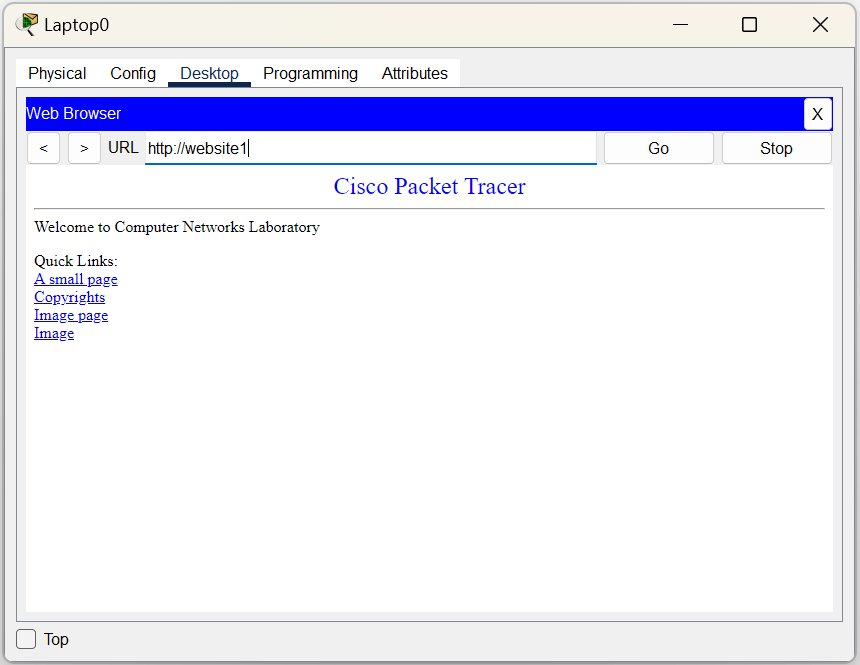 Laptop0
Physical Config Desktop Programming Attributes
Web Browser X
< > URL http://website1 Go Stop
Cisco Packet Tracer
Welcome to Computer Networks Laboratory
Quick Links:
A small page
Copyrights
Image page
Image
Top